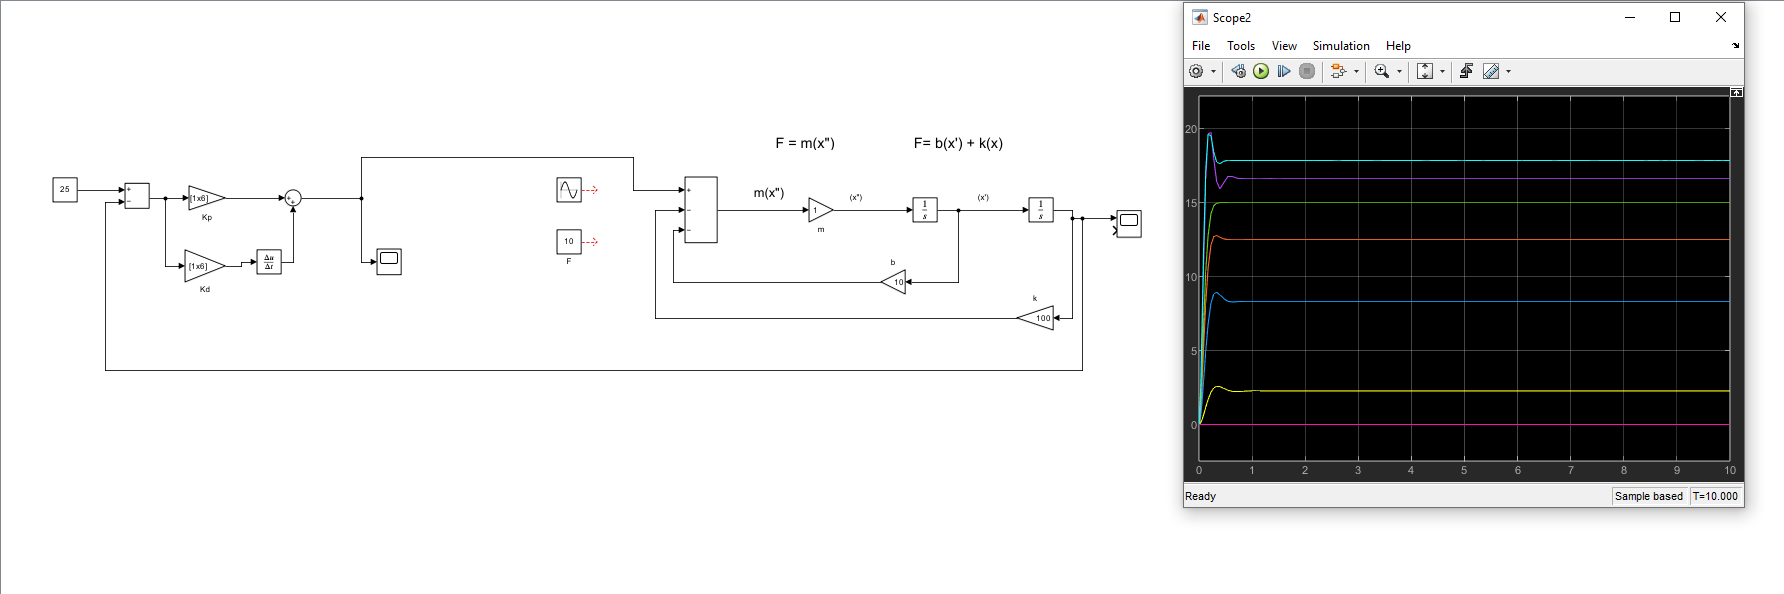 Scope2
File Tools View Simulation Help
F = m(x")
F= b(x') + k(x)
25
+
−
[1x6]
Kp
+
+
[1x6]
Kd
Δu
Δt
10
F
+
−
−
m(x")
1
m
(x")
1
s
(x')
1
s
b
10
k
100
20
15
10
5
0
0 1 2 3 4 5 6 7 8 9 10
Ready
Sample based T=10.000